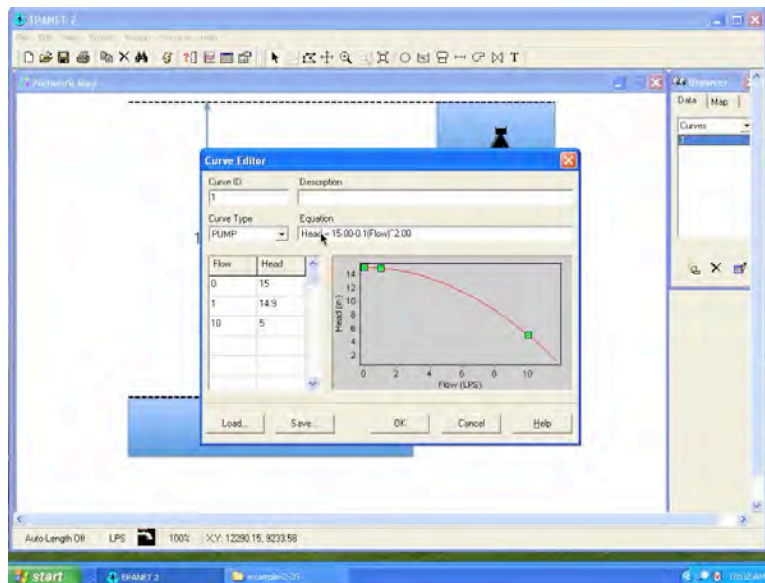 EPANET 2
Network Map
Browser
Data Map
Curves
1
Curve Editor
Curve ID Description
1
Curve Type Equation
PUMP Head = 15.00-0.1(Flow)^2.00
Flow Head
0 15
1 14.9
10 5
14
12
10
8
6
4
2
Head (m)
0 2 4 6 8 10
Flow (LPS)
Load... Save... OK Cancel Help
Auto-Length Off LPS 100% X,Y: 12290.15, 9233.58
start EPANET 2